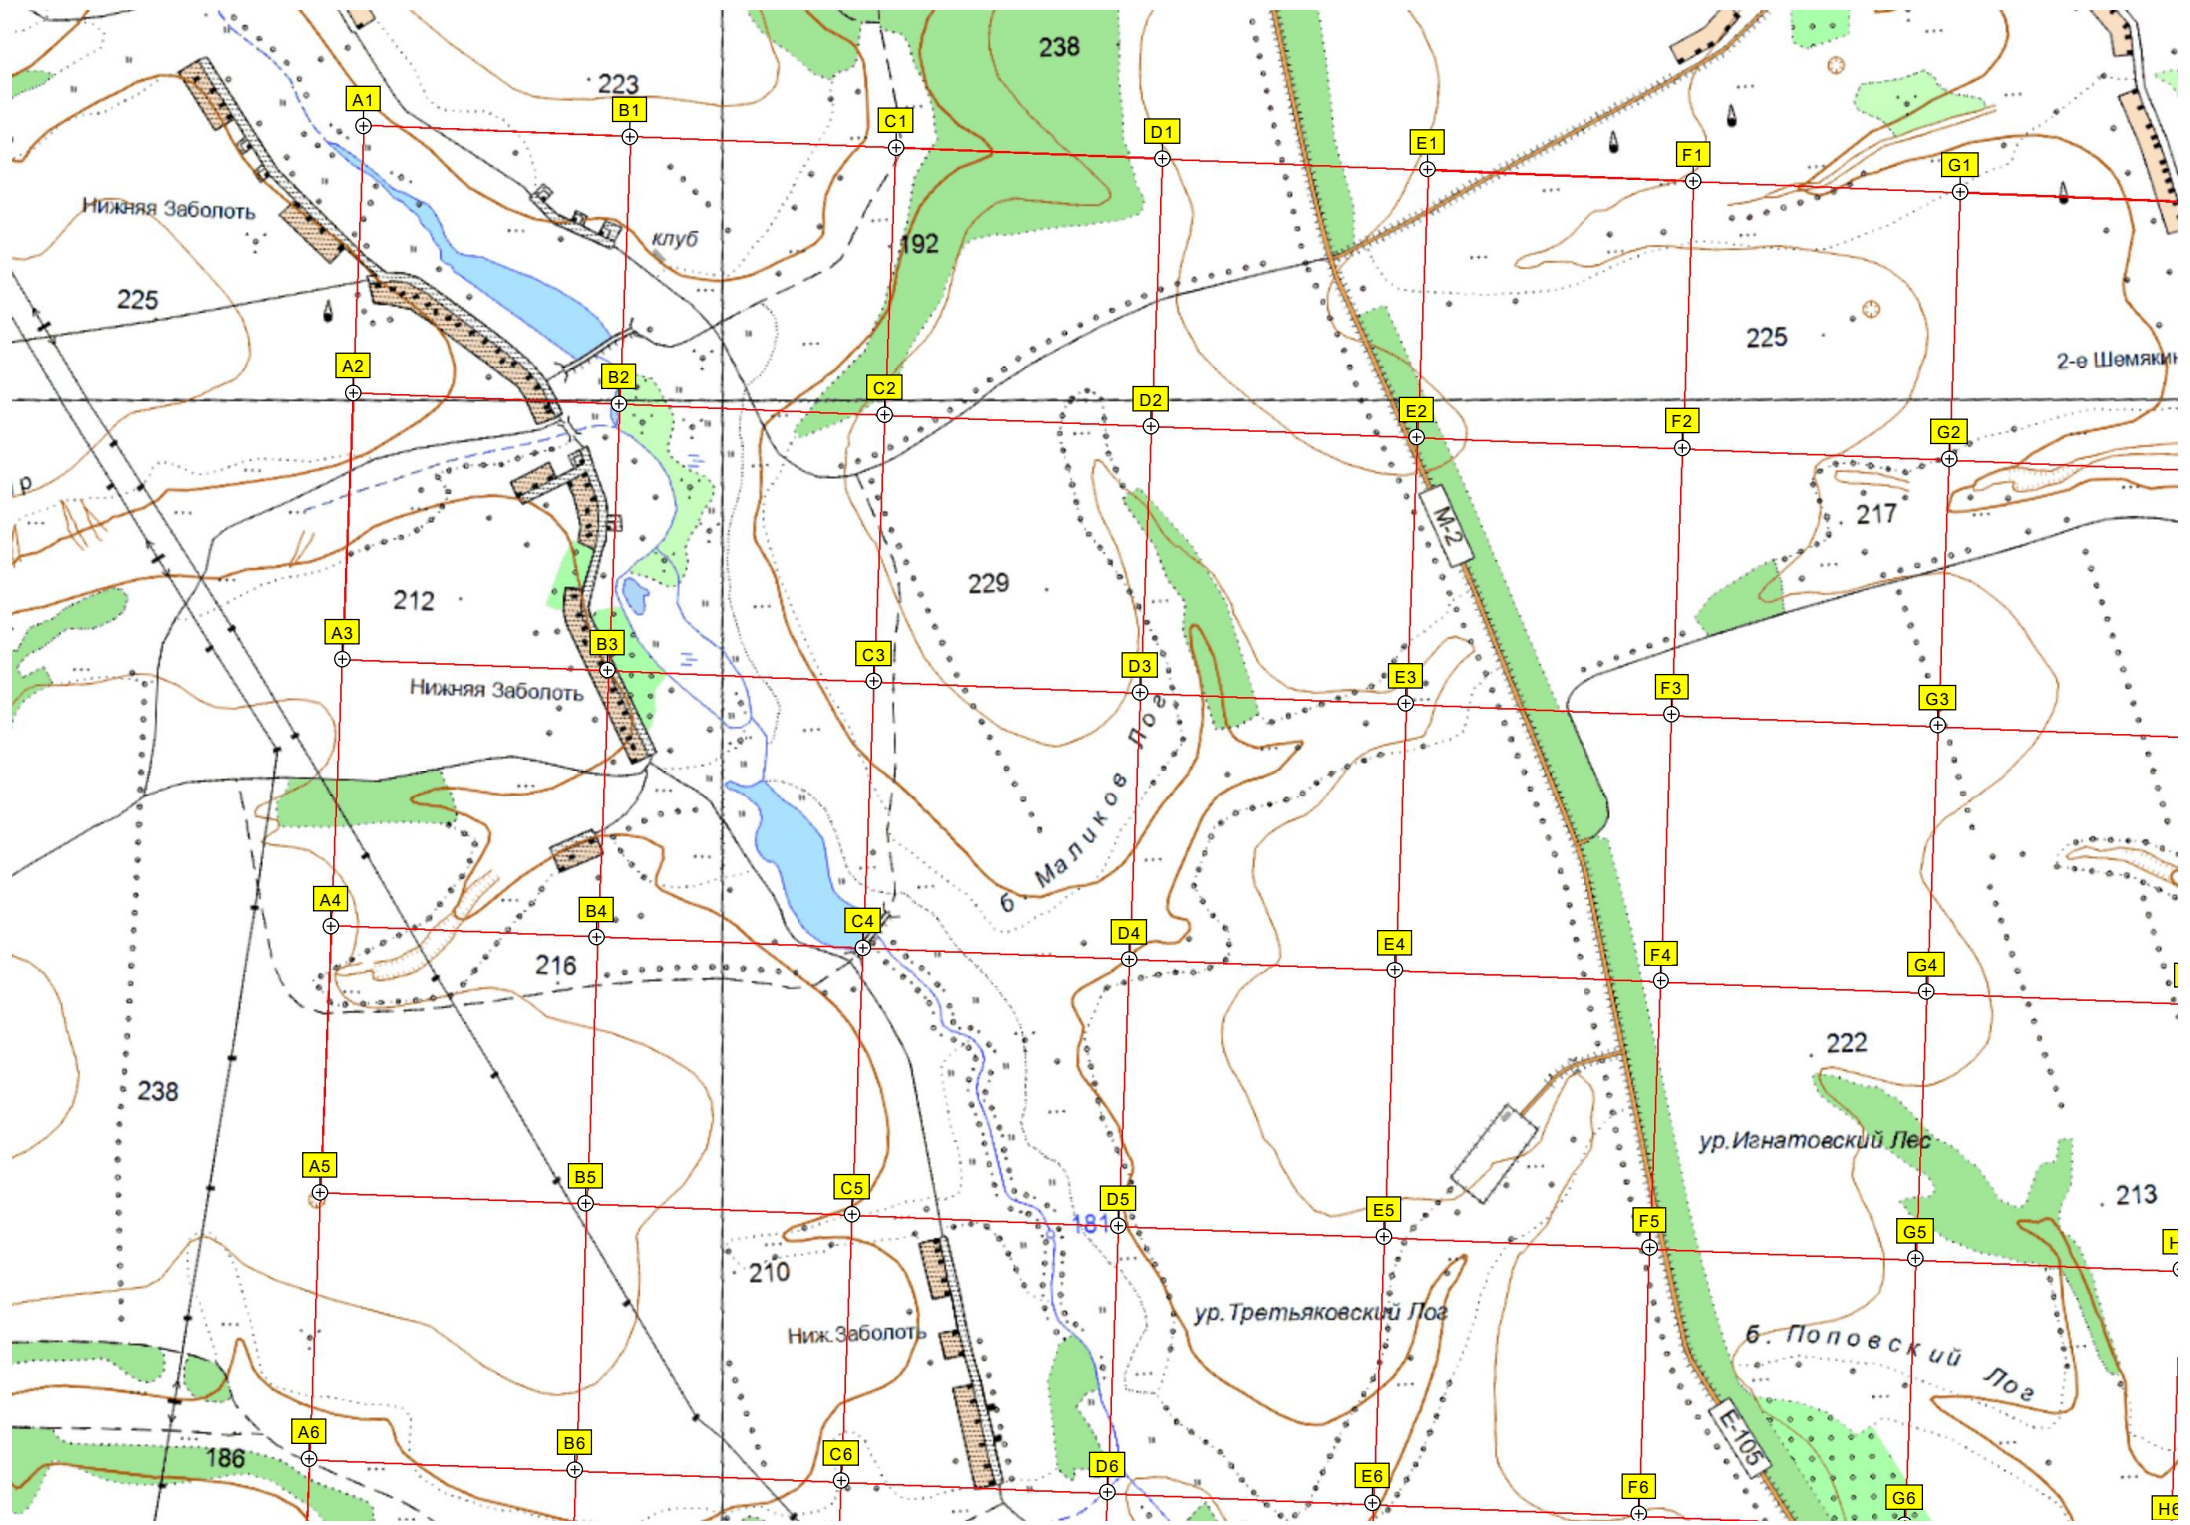 238
223
A1
B1
C1
D1
E1
F1
G1
Нижняя Заболоть
клуб
192
225
225
2-е Шемякин
A2
B2
C2
D2
E2
F2
G2
р
М-2
217
212
229
A3
B3
C3
D3
E3
F3
G3
Нижняя Заболоть
б. Маликов Лог
A4
B4
C4
D4
E4
F4
G4
216
222
238
ур.Игнатовский Лес
A5
B5
C5
D5
E5
F5
G5
H
181
213
210
ур.Третьяковский Лог
Ниж.Заболоть
б. Поповский Лог
A6
B6
C6
D6
E6
F6
G6
H6
186
Е-105